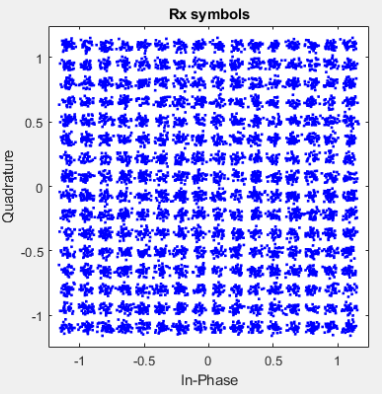 Rx symbols
1
0.5
0
-0.5
-1
Quadrature
-1 -0.5 0 0.5 1
In-Phase